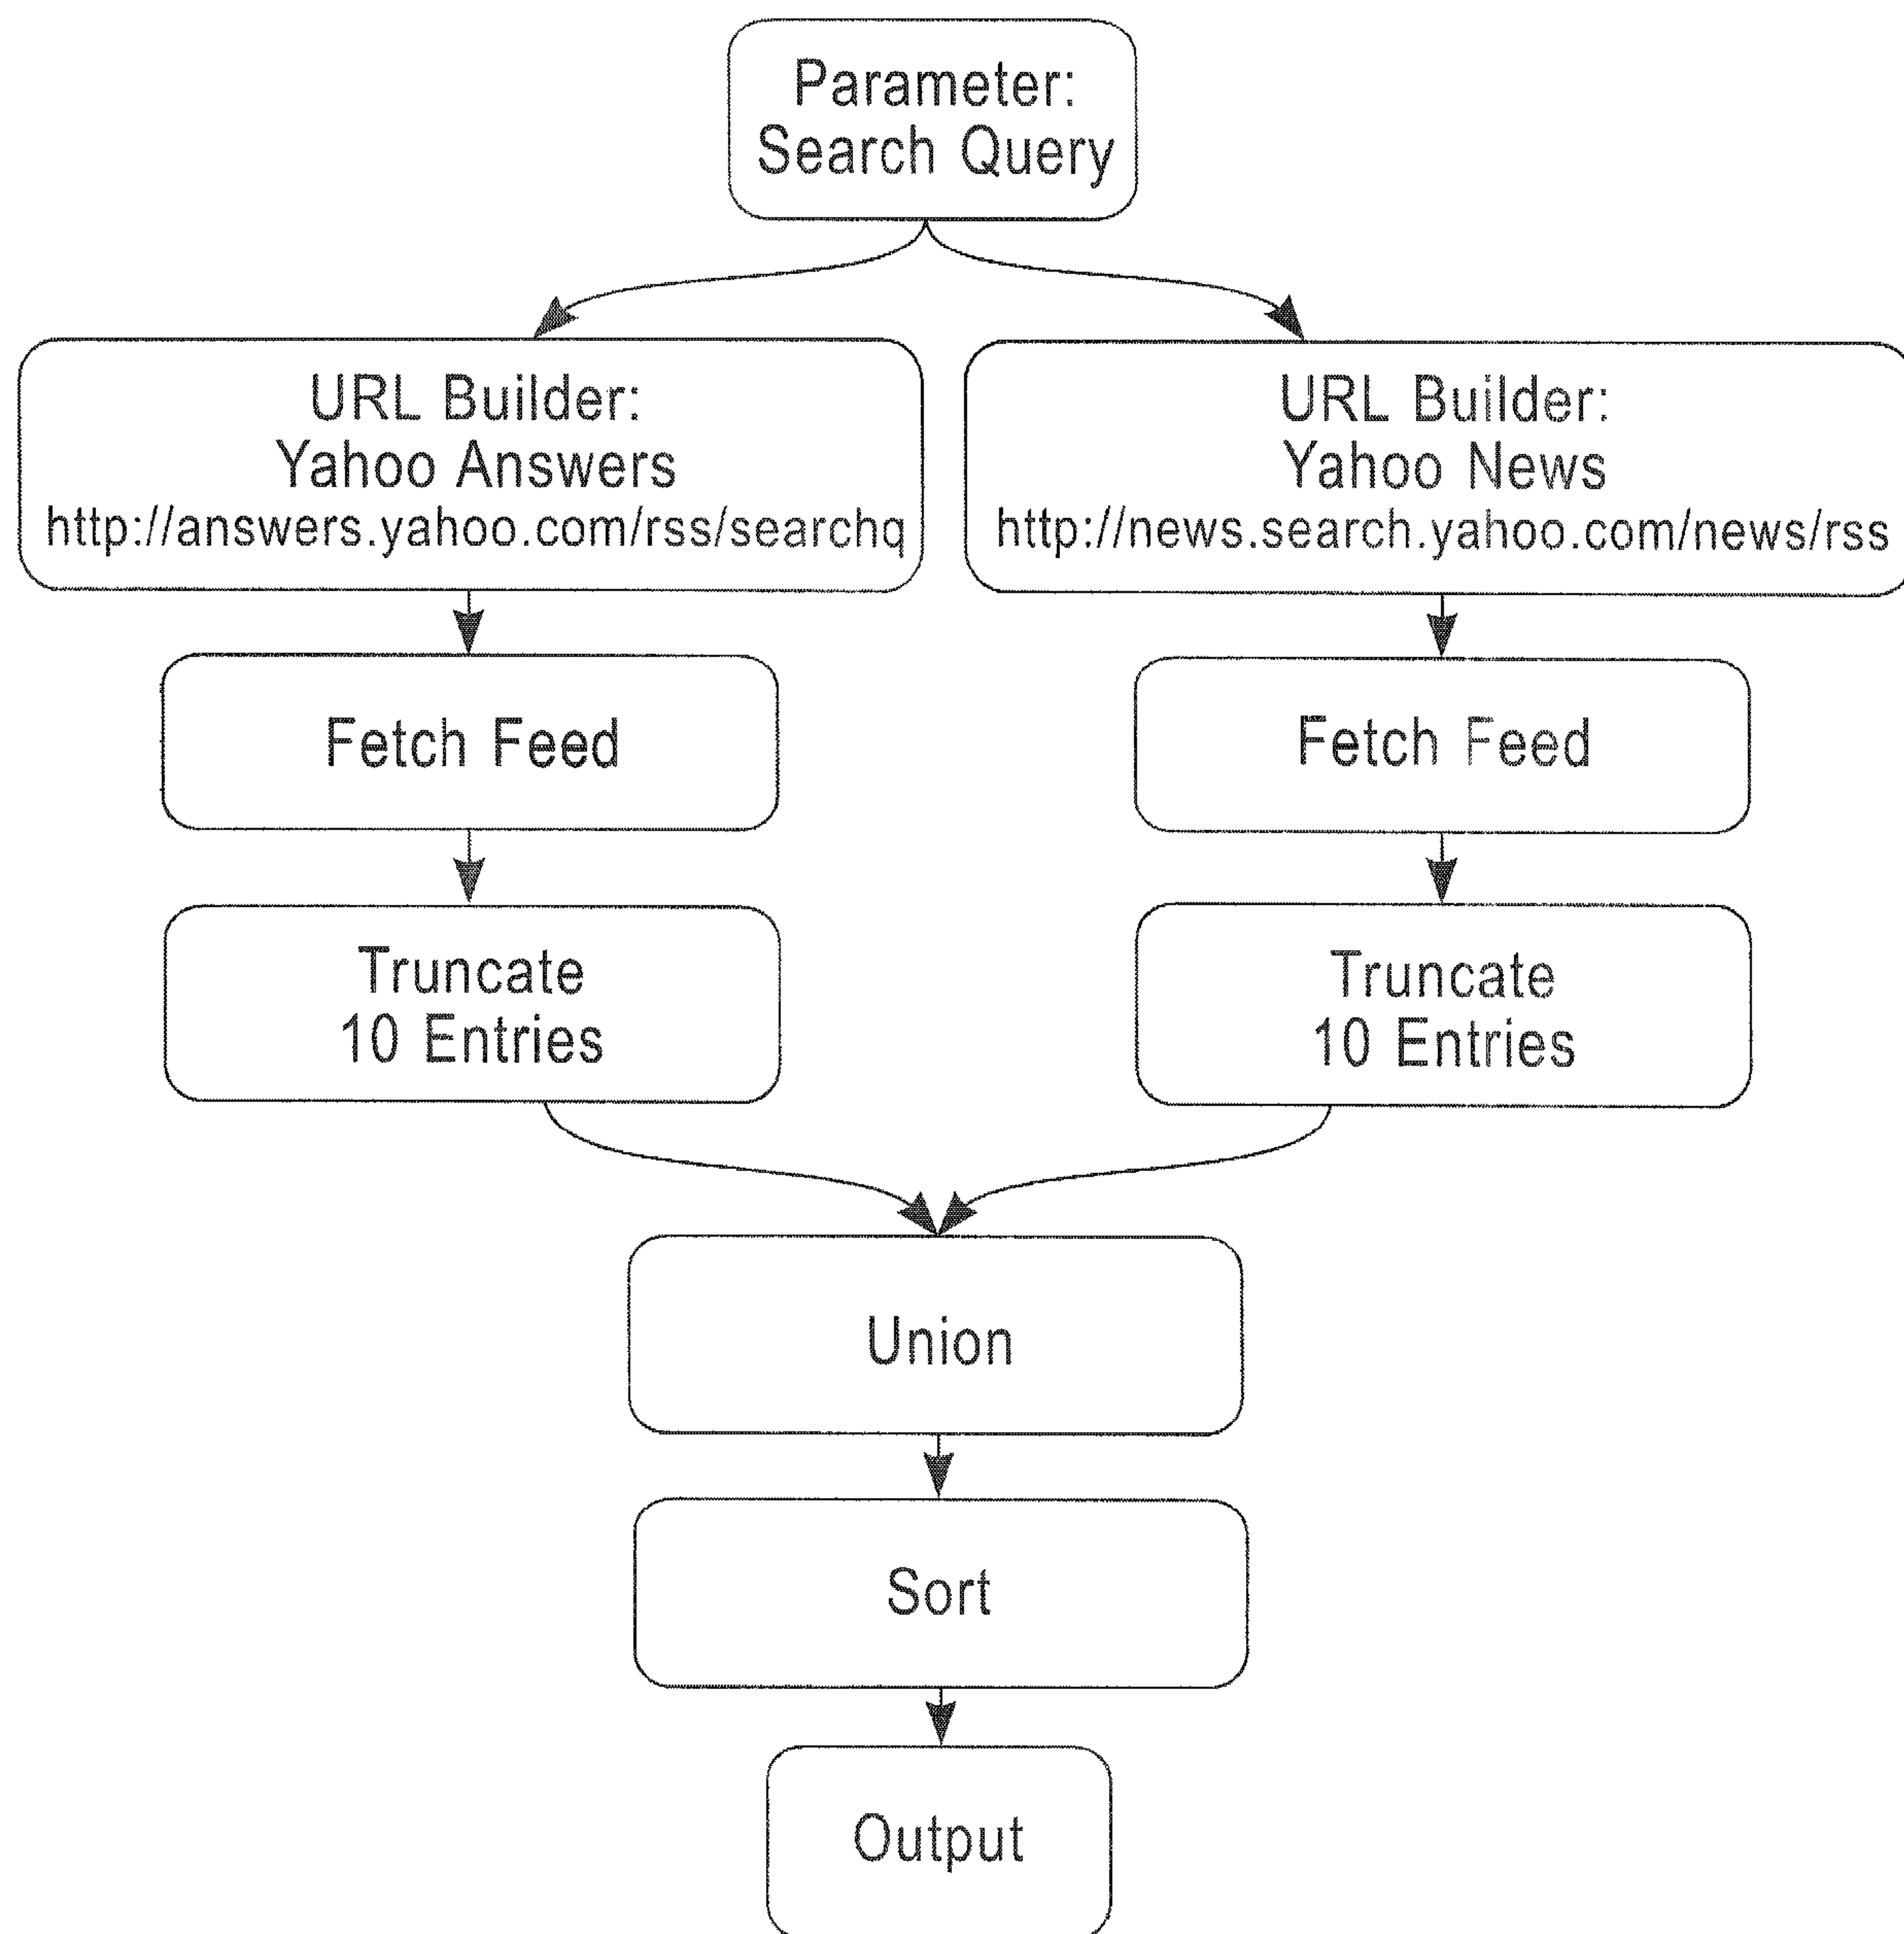 Parameter:
Search Query
URL Builder:
Yahoo Answers
http://answers.yahoo.com/rss/searchq
URL Builder:
Yahoo News
http://news.search.yahoo.com/news/rss
Fetch Feed
Fetch Feed
Truncate
10 Entries
Truncate
10 Entries
Union
Sort
Output